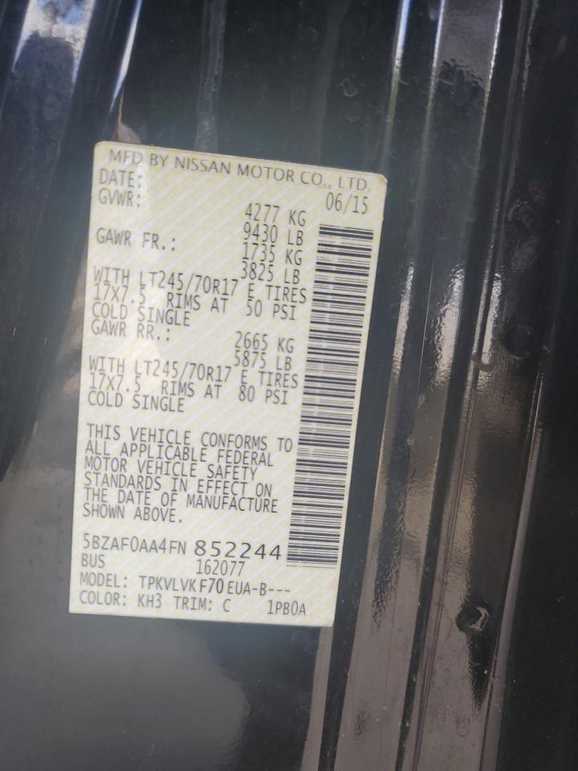 MFD BY NISSAN MOTOR CO., LTD.
DATE: 06/15
GVWR: 4277 KG
9430 LB
GAWR FR.: 1735 KG
3825 LB
WITH LT245/70R17 E TIRES
17X7.5 RIMS AT 50 PSI
COLD SINGLE
GAWR RR.: 2665 KG
5875 LB
WITH LT245/70R17 E TIRES
17X7.5 RIMS AT 80 PSI
COLD SINGLE
THIS VEHICLE CONFORMS TO
ALL APPLICABLE FEDERAL
MOTOR VEHICLE SAFETY
STANDARDS IN EFFECT ON
THE DATE OF MANUFACTURE
SHOWN ABOVE.
5BZAF0AA4FN 852244
BUS 162077
MODEL: TPKVLVK F70 EUA-B---
COLOR: KH3 TRIM: C 1PB0A